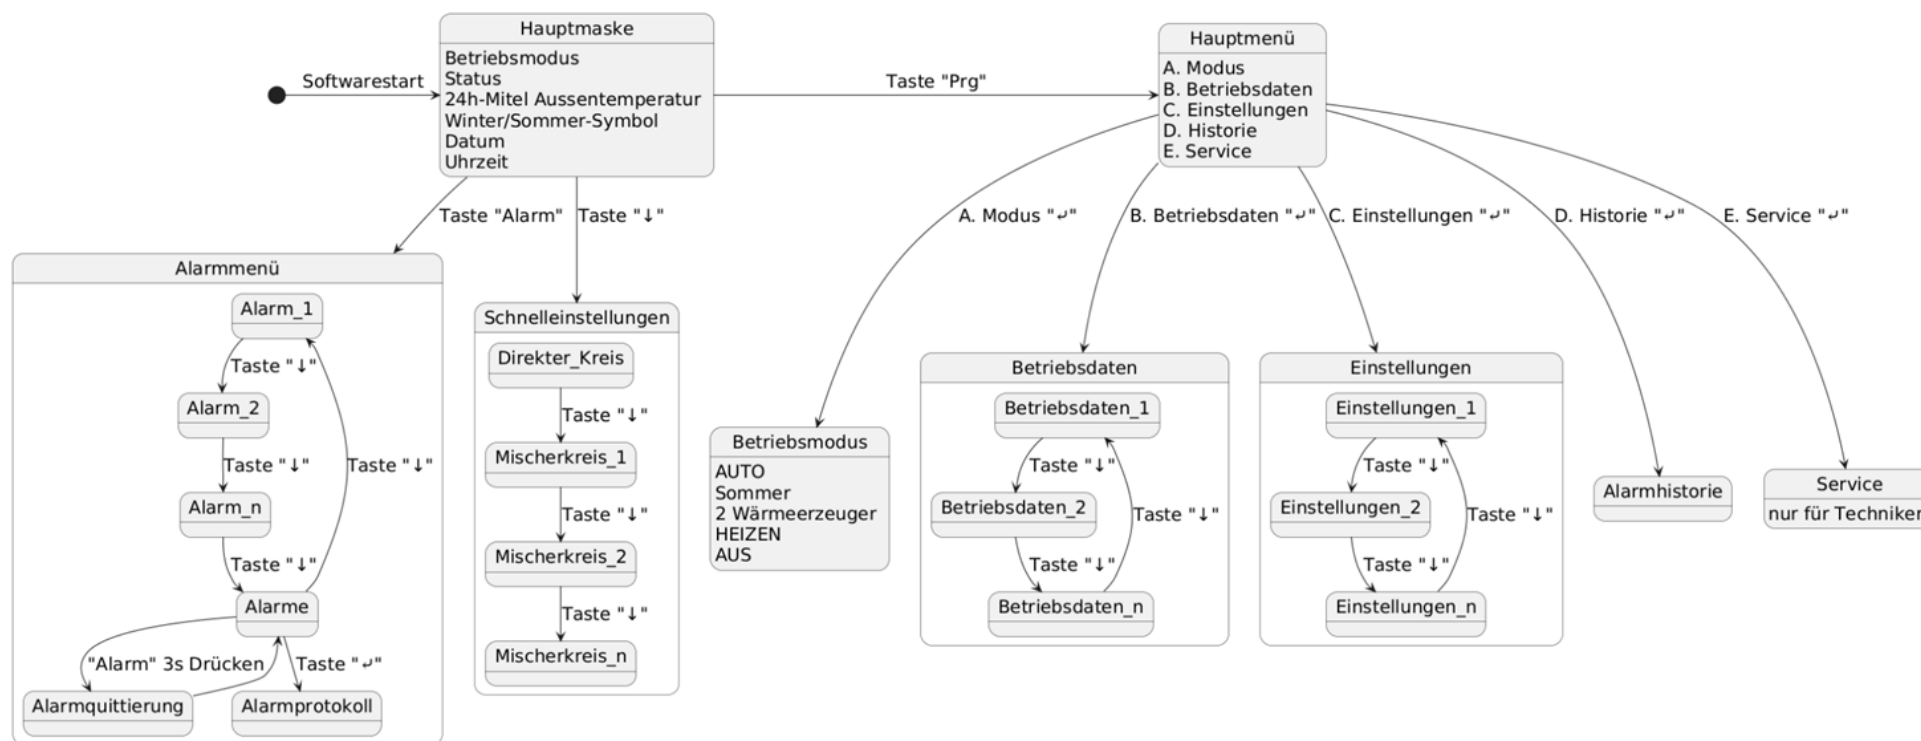 Softwarestart
Hauptmaske
Betriebsmodus
Status
24h-Mitel Aussentemperatur
Winter/Sommer-Symbol
Datum
Uhrzeit
Taste "Prg"
Hauptmenü
A. Modus
B. Betriebsdaten
C. Einstellungen
D. Historie
E. Service
Taste "Alarm"
Taste "↓"
A. Modus "⤶"
B. Betriebsdaten "⤶"
C. Einstellungen "⤶"
D. Historie "⤶"
E. Service "⤶"
Alarmmenü
Alarm_1
Taste "↓"
Alarm_2
Taste "↓"
Taste "↓"
Alarm_n
Taste "↓"
Alarme
"Alarm" 3s Drücken
Taste "⤶"
Alarmquittierung
Alarmprotokoll
Schnelleinstellungen
Direkter_Kreis
Taste "↓"
Mischerkreis_1
Taste "↓"
Mischerkreis_2
Taste "↓"
Mischerkreis_n
Betriebsmodus
AUTO
Sommer
2 Wärmeerzeuger
HEIZEN
AUS
Betriebsdaten
Betriebsdaten_1
Taste "↓"
Betriebsdaten_2
Taste "↓"
Taste "↓"
Betriebsdaten_n
Einstellungen
Einstellungen_1
Taste "↓"
Einstellungen_2
Taste "↓"
Taste "↓"
Einstellungen_n
Alarmhistorie
Service
nur für Techniker